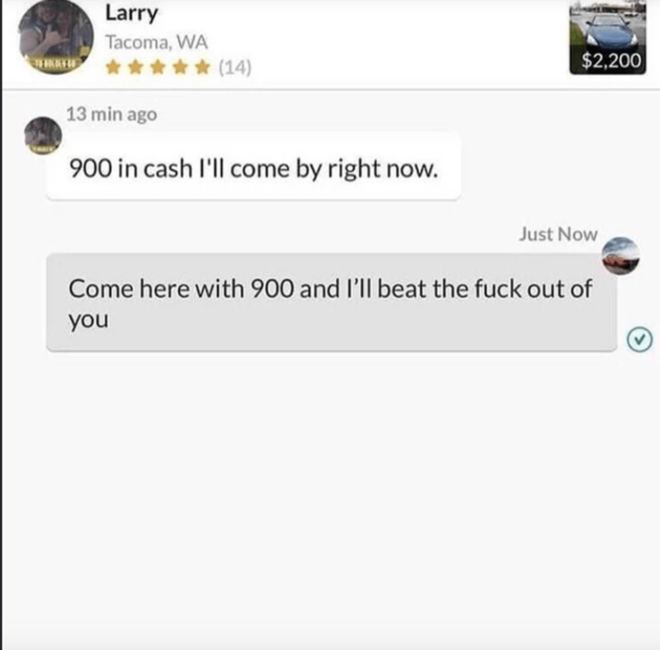 Larry
Tacoma, WA
(14)
$2,200
13 min ago
900 in cash I'll come by right now.
Just Now
Come here with 900 and I’ll beat the fuck out of
you